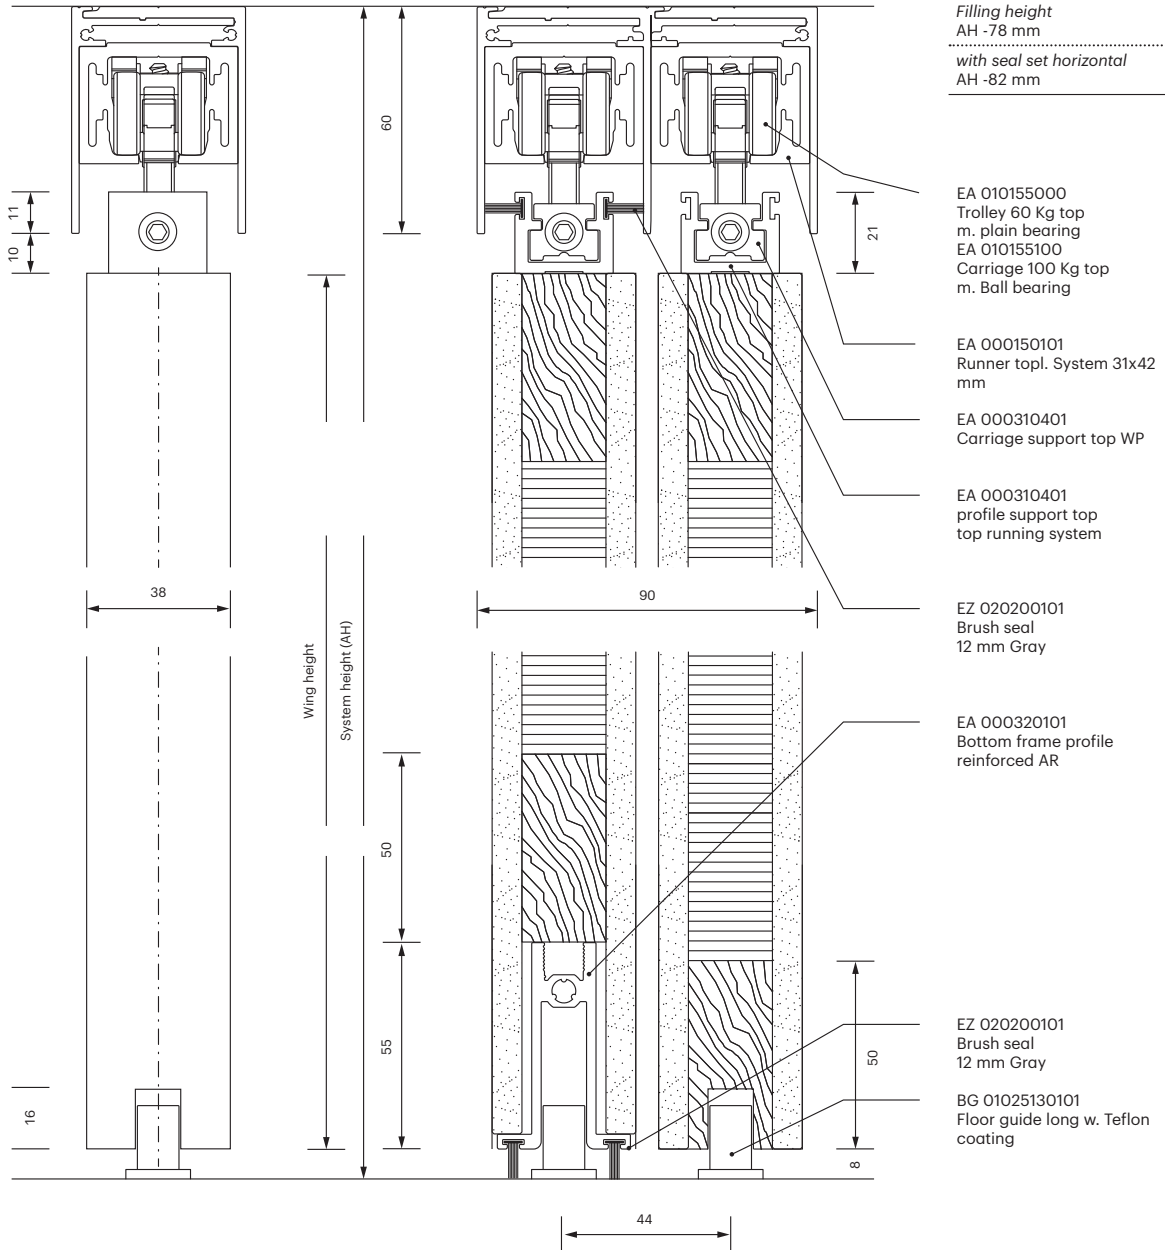 Filling height
AH -78 mm
with seal set horizontal
AH -82 mm
60
11
10
21
EA 010155000
Trolley 60 Kg top
m. plain bearing
EA 010155100
Carriage 100 Kg top
m. Ball bearing
EA 000150101
Runner topl. System 31x42
mm
EA 000310401
Carriage support top WP
EA 000310401
profile support top
top running system
38
90
EZ 020200101
Brush seal
12 mm Gray
Wing height
System height (AH)
EA 000320101
Bottom frame profile
reinforced AR
50
55
50
EZ 020200101
Brush seal
12 mm Gray
16
BG 01025130101
Floor guide long w. Teflon
coating
8
44